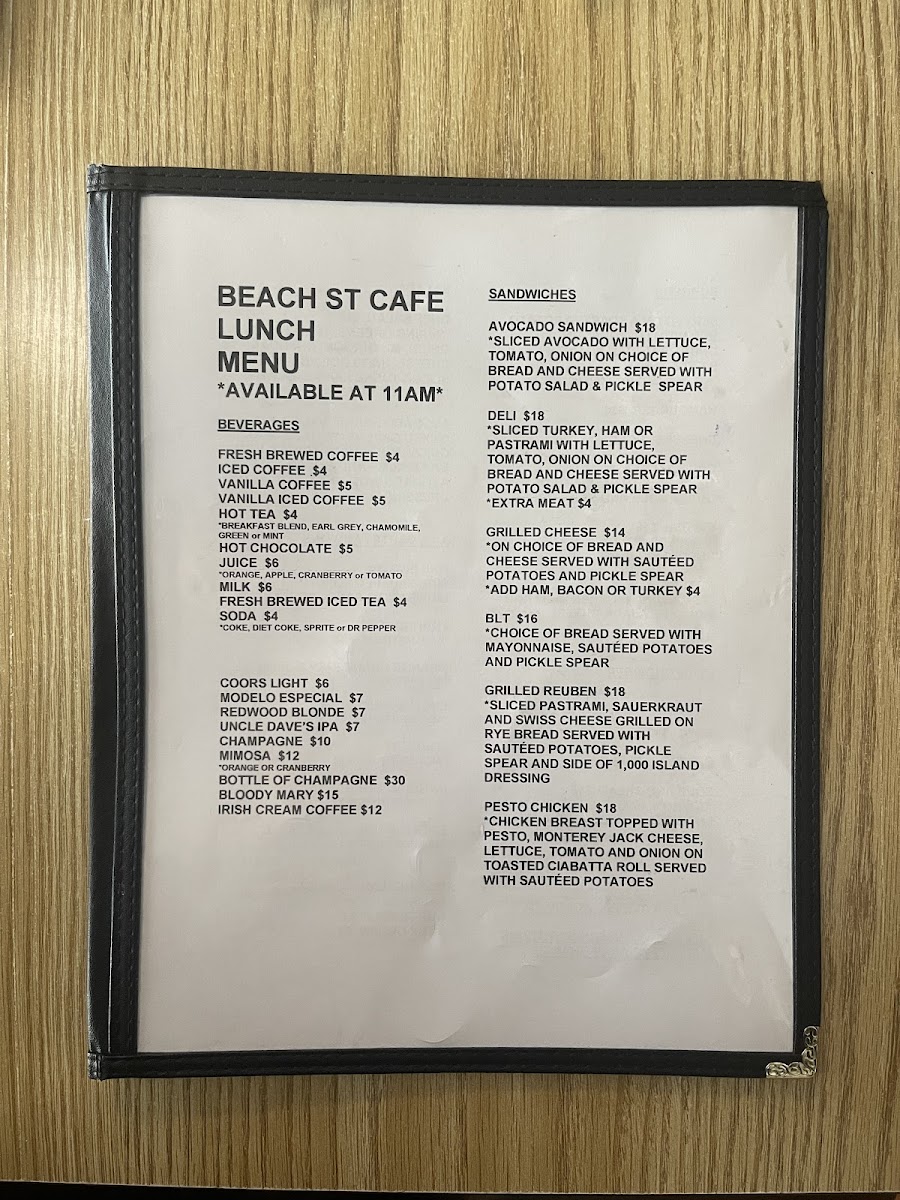 BEACH ST CAFE
LUNCH
MENU
*AVAILABLE AT 11AM*
BEVERAGES
FRESH BREWED COFFEE $4
ICED COFFEE $4
VANILLA COFFEE $5
VANILLA ICED COFFEE $5
HOT TEA $4
*BREAKFAST BLEND, EARL GREY, CHAMOMILE,
GREEN or MINT
HOT CHOCOLATE $5
JUICE $6
*ORANGE, APPLE, CRANBERRY or TOMATO
MILK $6
FRESH BREWED ICED TEA $4
SODA $4
*COKE, DIET COKE, SPRITE or DR PEPPER
COORS LIGHT $6
MODELO ESPECIAL $7
REDWOOD BLONDE $7
UNCLE DAVE'S IPA $7
CHAMPAGNE $10
MIMOSA $12
*ORANGE OR CRANBERRY
BOTTLE OF CHAMPAGNE $30
BLOODY MARY $15
IRISH CREAM COFFEE $12
SANDWICHES
AVOCADO SANDWICH $18
*SLICED AVOCADO WITH LETTUCE,
TOMATO, ONION ON CHOICE OF
BREAD AND CHEESE SERVED WITH
POTATO SALAD & PICKLE SPEAR
DELI $18
*SLICED TURKEY, HAM OR
PASTRAMI WITH LETTUCE,
TOMATO, ONION ON CHOICE OF
BREAD AND CHEESE SERVED WITH
POTATO SALAD & PICKLE SPEAR
*EXTRA MEAT $4
GRILLED CHEESE $14
*ON CHOICE OF BREAD AND
CHEESE SERVED WITH SAUTÉED
POTATOES AND PICKLE SPEAR
*ADD HAM, BACON OR TURKEY $4
BLT $16
*CHOICE OF BREAD SERVED WITH
MAYONNAISE, SAUTÉED POTATOES
AND PICKLE SPEAR
GRILLED REUBEN $18
*SLICED PASTRAMI, SAUERKRAUT
AND SWISS CHEESE GRILLED ON
RYE BREAD SERVED WITH
SAUTÉED POTATOES, PICKLE
SPEAR AND SIDE OF 1,000 ISLAND
DRESSING
PESTO CHICKEN $18
*CHICKEN BREAST TOPPED WITH
PESTO, MONTEREY JACK CHEESE,
LETTUCE, TOMATO AND ONION ON
TOASTED CIABATTA ROLL SERVED
WITH SAUTÉED POTATOES